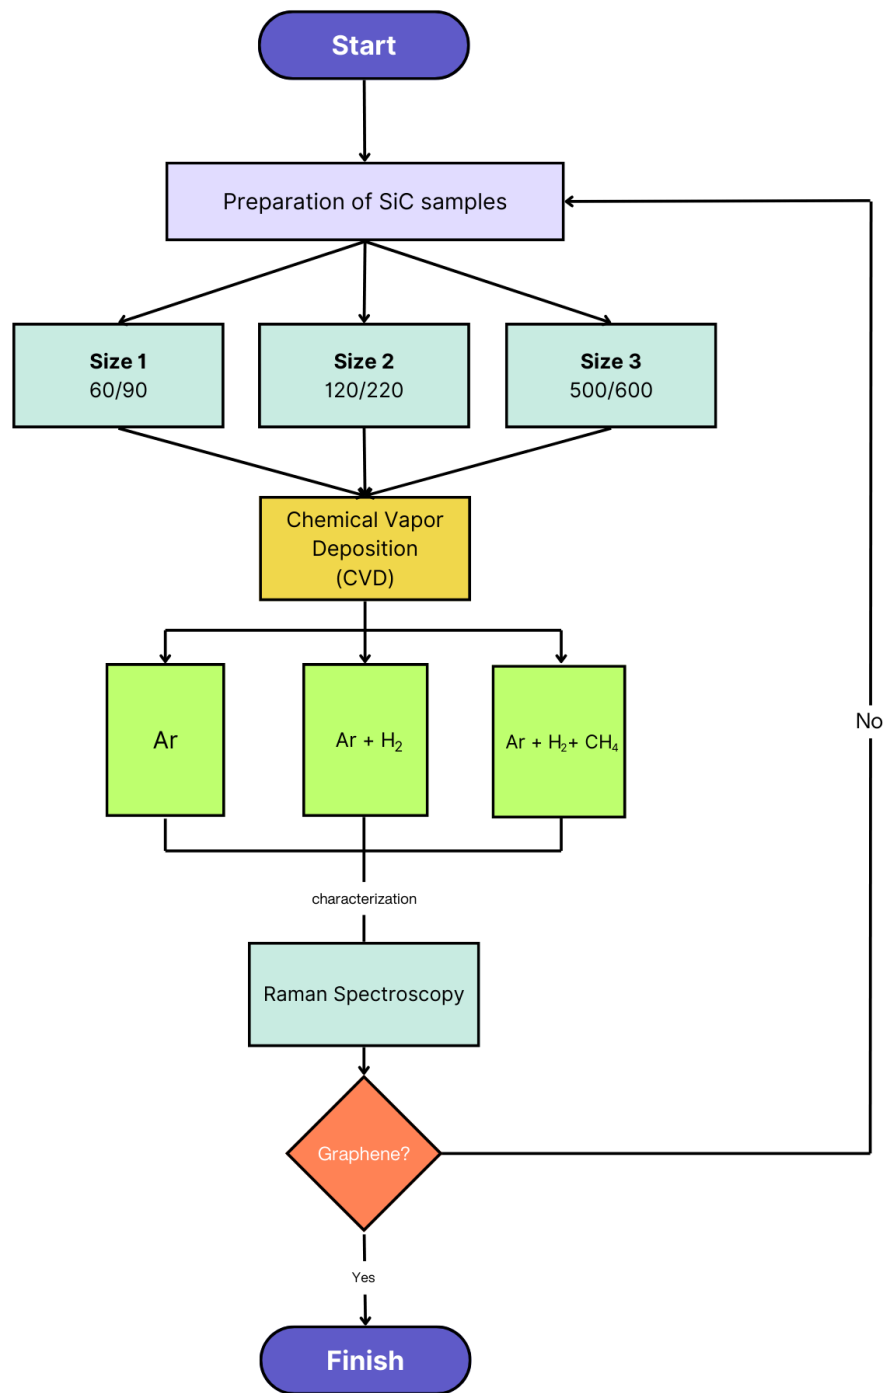 Start
Preparation of SiC samples
Size 1
60/90
Size 2
120/220
Size 3
500/600
Chemical Vapor
Deposition
(CVD)
Ar
Ar + H₂
Ar + H₂+ CH₄
No
characterization
Raman Spectroscopy
Graphene?
Yes
Finish